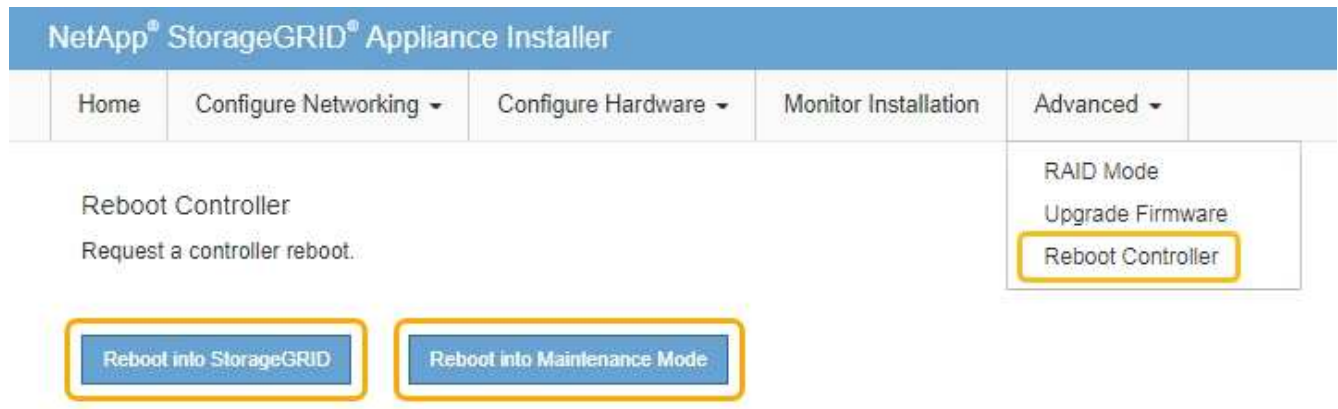 NetApp® StorageGRID® Appliance Installer
Home Configure Networking Configure Hardware Monitor Installation Advanced
RAID Mode
Upgrade Firmware
Reboot Controller
Reboot Controller
Request a controller reboot.
Reboot into StorageGRID Reboot into Maintenance Mode